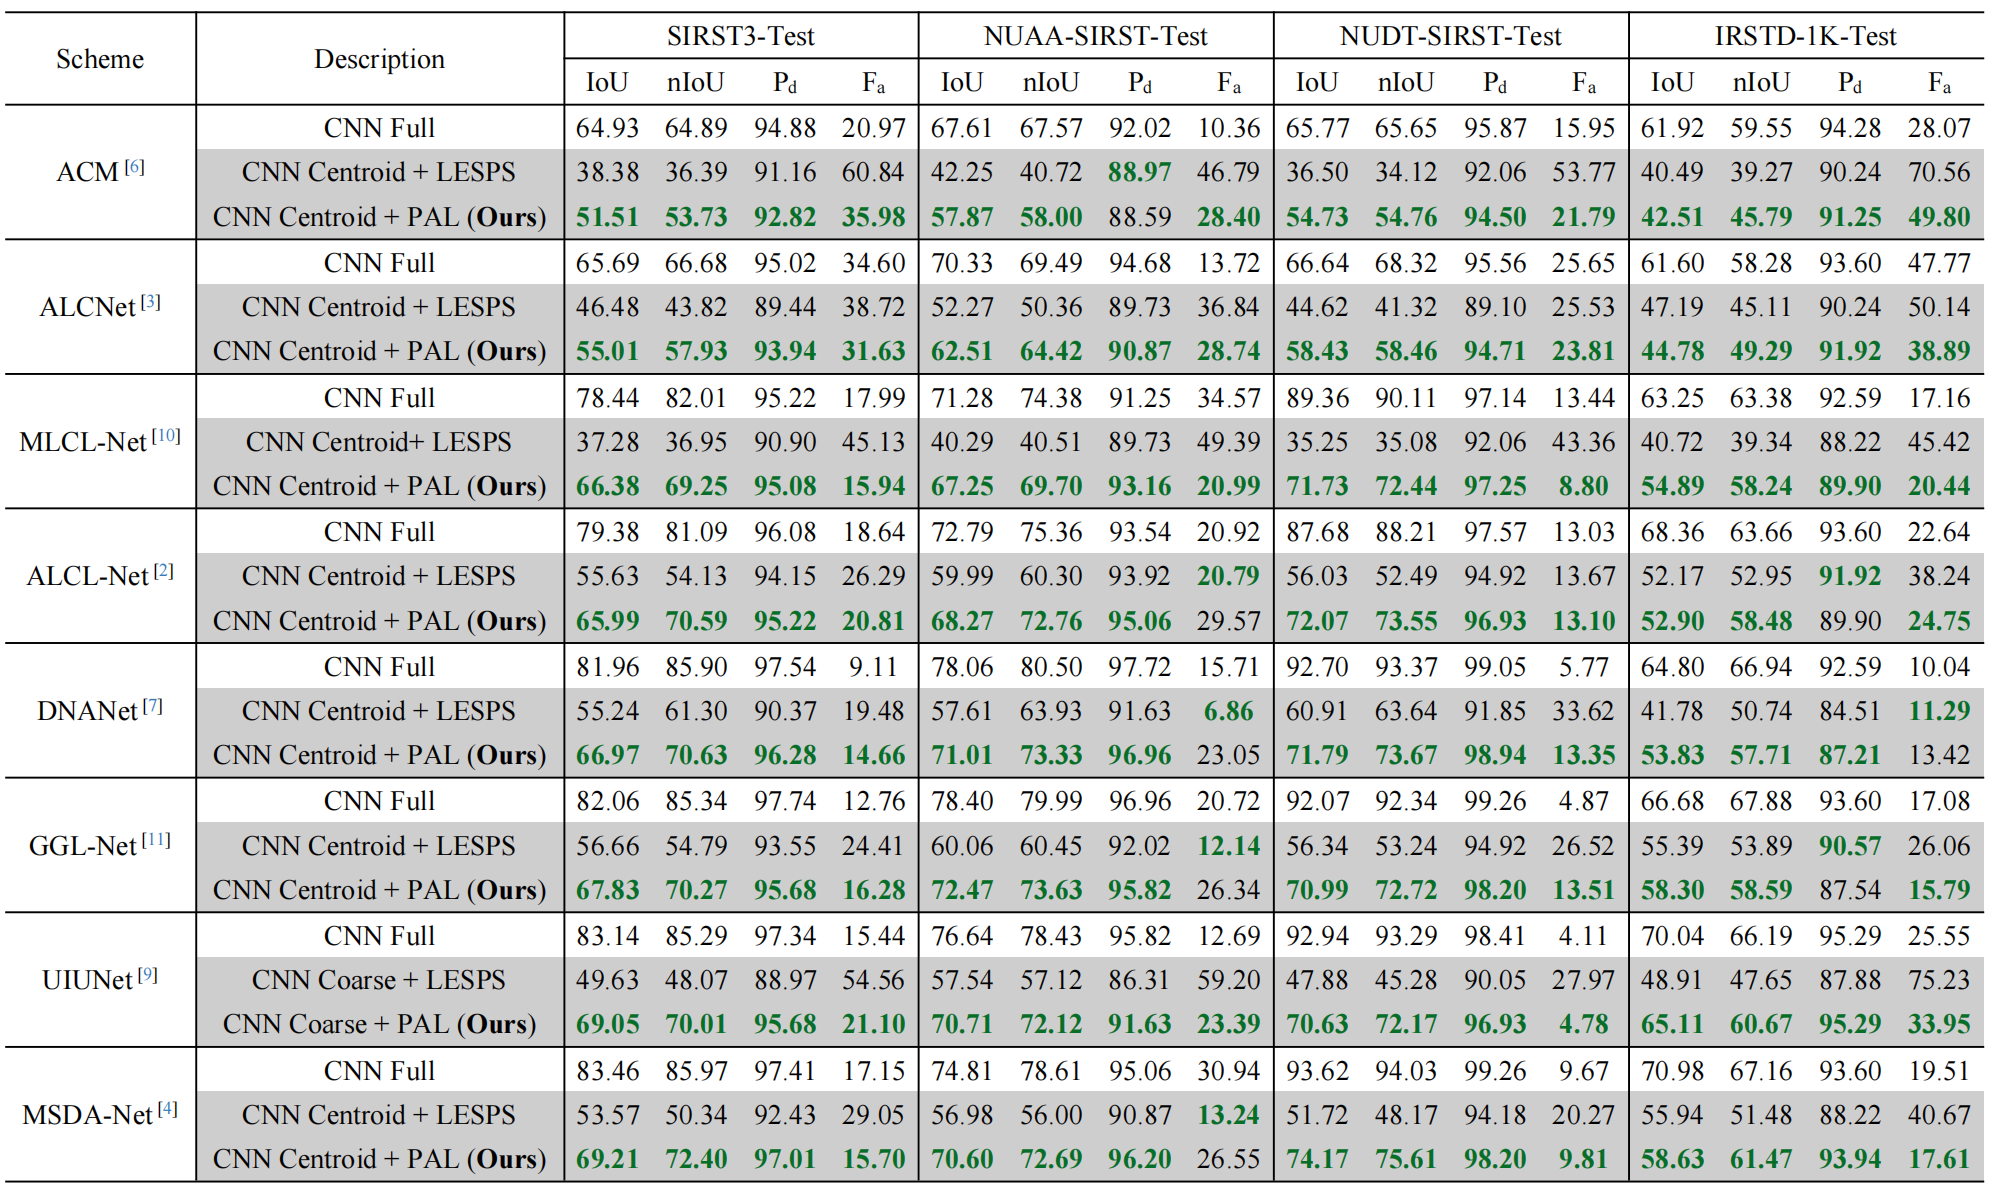 Scheme Description SIRST3-Test NUAA-SIRST-Test NUDT-SIRST-Test IRSTD-1K-Test
IoU nIoU Pd Fa IoU nIoU Pd Fa IoU nIoU Pd Fa IoU nIoU Pd Fa
CNN Full 64.93 64.89 94.88 20.97 67.61 67.57 92.02 10.36 65.77 65.65 95.87 15.95 61.92 59.55 94.28 28.07
ACM [6] CNN Centroid + LESPS 38.38 36.39 91.16 60.84 42.25 40.72 88.97 46.79 36.50 34.12 92.06 53.77 40.49 39.27 90.24 70.56
CNN Centroid + PAL (Ours) 51.51 53.73 92.82 35.98 57.87 58.00 88.59 28.40 54.73 54.76 94.50 21.79 42.51 45.79 91.25 49.80
CNN Full 65.69 66.68 95.02 34.60 70.33 69.49 94.68 13.72 66.64 68.32 95.56 25.65 61.60 58.28 93.60 47.77
ALCNet [3] CNN Centroid + LESPS 46.48 43.82 89.44 38.72 52.27 50.36 89.73 36.84 44.62 41.32 89.10 25.53 47.19 45.11 90.24 50.14
CNN Centroid + PAL (Ours) 55.01 57.93 93.94 31.63 62.51 64.42 90.87 28.74 58.43 58.46 94.71 23.81 44.78 49.29 91.92 38.89
CNN Full 78.44 82.01 95.22 17.99 71.28 74.38 91.25 34.57 89.36 90.11 97.14 13.44 63.25 63.38 92.59 17.16
MLCL-Net [10] CNN Centroid+ LESPS 37.28 36.95 90.90 45.13 40.29 40.51 89.73 49.39 35.25 35.08 92.06 43.36 40.72 39.34 88.22 45.42
CNN Centroid + PAL (Ours) 66.38 69.25 95.08 15.94 67.25 69.70 93.16 20.99 71.73 72.44 97.25 8.80 54.89 58.24 89.90 20.44
CNN Full 79.38 81.09 96.08 18.64 72.79 75.36 93.54 20.92 87.68 88.21 97.57 13.03 68.36 63.66 93.60 22.64
ALCL-Net [2] CNN Centroid + LESPS 55.63 54.13 94.15 26.29 59.99 60.30 93.92 20.79 56.03 52.49 94.92 13.67 52.17 52.95 91.92 38.24
CNN Centroid + PAL (Ours) 65.99 70.59 95.22 20.81 68.27 72.76 95.06 29.57 72.07 73.55 96.93 13.10 52.90 58.48 89.90 24.75
CNN Full 81.96 85.90 97.54 9.11 78.06 80.50 97.72 15.71 92.70 93.37 99.05 5.77 64.80 66.94 92.59 10.04
DNANet [7] CNN Centroid + LESPS 55.24 61.30 90.37 19.48 57.61 63.93 91.63 6.86 60.91 63.64 91.85 33.62 41.78 50.74 84.51 11.29
CNN Centroid + PAL (Ours) 66.97 70.63 96.28 14.66 71.01 73.33 96.96 23.05 71.79 73.67 98.94 13.35 53.83 57.71 87.21 13.42
CNN Full 82.06 85.34 97.74 12.76 78.40 79.99 96.96 20.72 92.07 92.34 99.26 4.87 66.68 67.88 93.60 17.08
GGL-Net [11] CNN Centroid + LESPS 56.66 54.79 93.55 24.41 60.06 60.45 92.02 12.14 56.34 53.24 94.92 26.52 55.39 53.89 90.57 26.06
CNN Centroid + PAL (Ours) 67.83 70.27 95.68 16.28 72.47 73.63 95.82 26.34 70.99 72.72 98.20 13.51 58.30 58.59 87.54 15.79
CNN Full 83.14 85.29 97.34 15.44 76.64 78.43 95.82 12.69 92.94 93.29 98.41 4.11 70.04 66.19 95.29 25.55
UIUNet [9] CNN Coarse + LESPS 49.63 48.07 88.97 54.56 57.54 57.12 86.31 59.20 47.88 45.28 90.05 27.97 48.91 47.65 87.88 75.23
CNN Coarse + PAL (Ours) 69.05 70.01 95.68 21.10 70.71 72.12 91.63 23.39 70.63 72.17 96.93 4.78 65.11 60.67 95.29 33.95
CNN Full 83.46 85.97 97.41 17.15 74.81 78.61 95.06 30.94 93.62 94.03 99.26 9.67 70.98 67.16 93.60 19.51
MSDA-Net [4] CNN Centroid + LESPS 53.57 50.34 92.43 29.05 56.98 56.00 90.87 13.24 51.72 48.17 94.18 20.27 55.94 51.48 88.22 40.67
CNN Centroid + PAL (Ours) 69.21 72.40 97.01 15.70 70.60 72.69 96.20 26.55 74.17 75.61 98.20 9.81 58.63 61.47 93.94 17.61